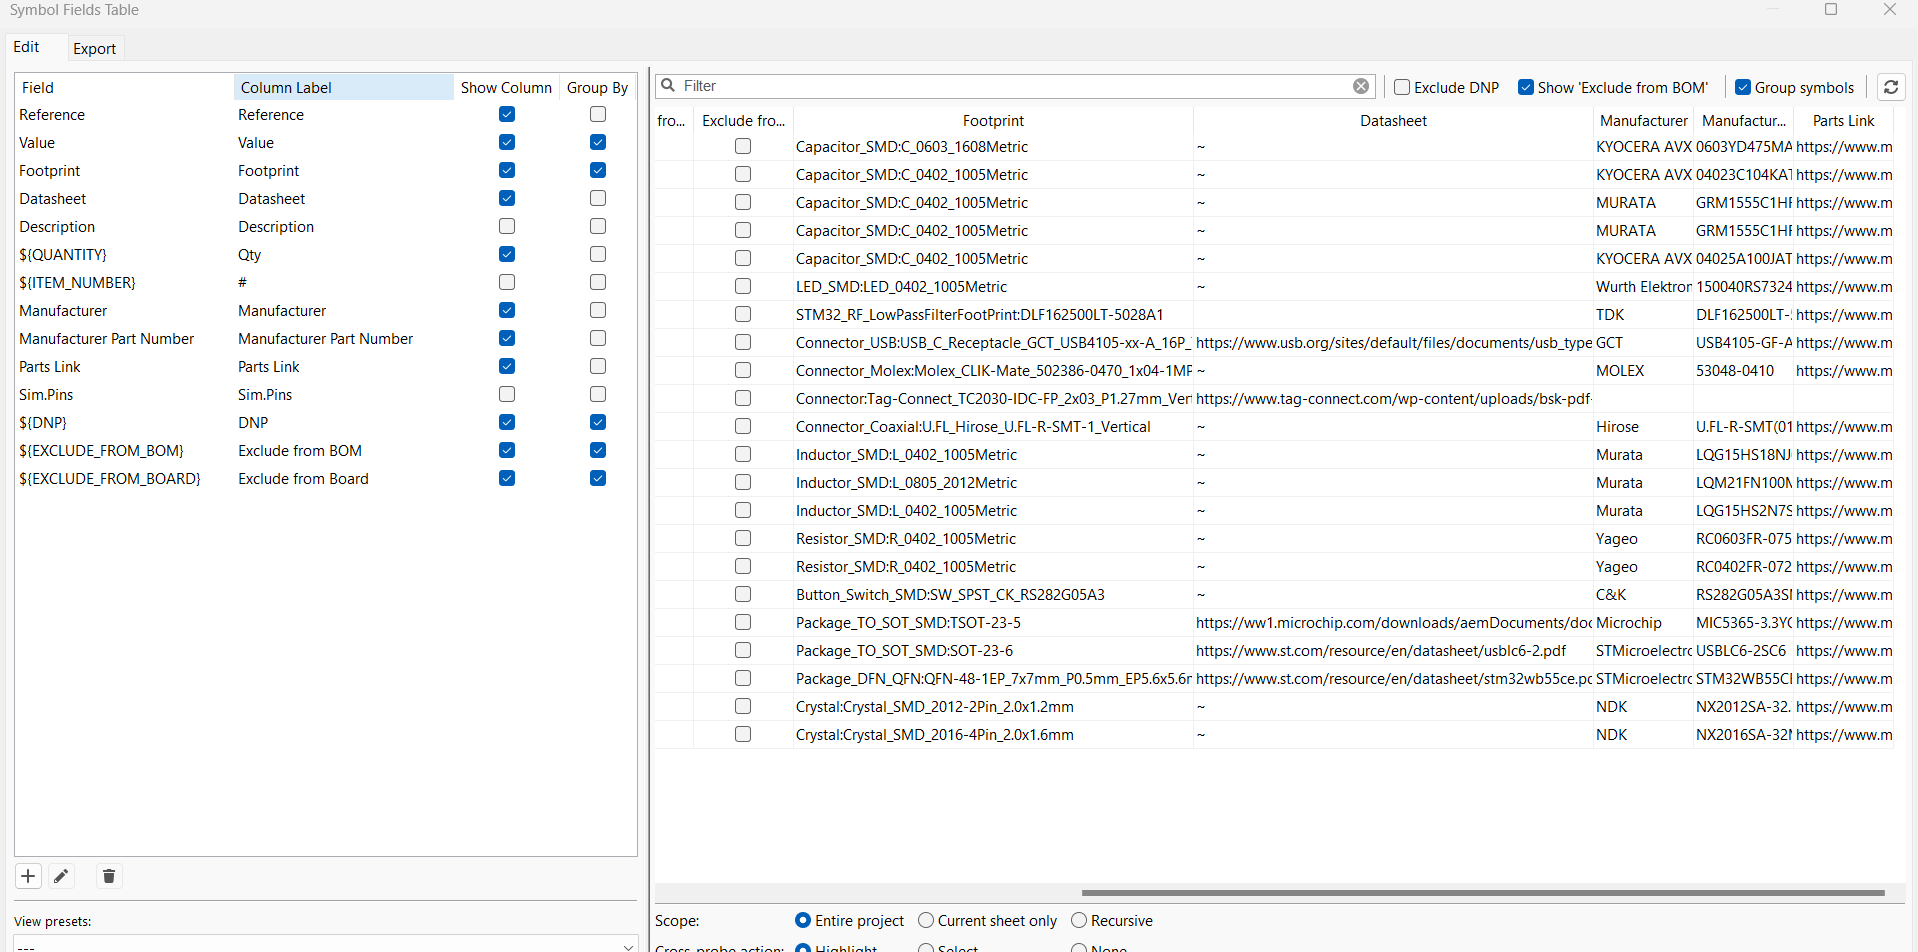 Symbol Fields Table
Edit Export
Field Column Label Show Column Group By
Reference Reference
Value Value
Footprint Footprint
Datasheet Datasheet
Description Description
${QUANTITY} Qty
${ITEM_NUMBER} #
Manufacturer Manufacturer
Manufacturer Part Number Manufacturer Part Number
Parts Link Parts Link
Sim.Pins Sim.Pins
${DNP} DNP
${EXCLUDE_FROM_BOM} Exclude from BOM
${EXCLUDE_FROM_BOARD} Exclude from Board
View presets:
---
Filter Exclude DNP Show 'Exclude from BOM' Group symbols
fro... Exclude fro... Footprint Datasheet Manufacturer Manufactur... Parts Link
Capacitor_SMD:C_0603_1608Metric ~ KYOCERA AVX 0603YD475MA https://www.m
Capacitor_SMD:C_0402_1005Metric ~ KYOCERA AVX 04023C104KAT https://www.m
Capacitor_SMD:C_0402_1005Metric ~ MURATA GRM1555C1H https://www.m
Capacitor_SMD:C_0402_1005Metric ~ MURATA GRM1555C1H https://www.m
Capacitor_SMD:C_0402_1005Metric ~ KYOCERA AVX 04025A100JAT https://www.m
LED_SMD:LED_0402_1005Metric ~ Wurth Elektron 150040RS7324 https://www.m
STM32_RF_LowPassFilterFootPrint:DLF162500LT-5028A1 TDK DLF162500LT- https://www.m
Connector_USB:USB_C_Receptacle_GCT_USB4105-xx-A_16P_ https://www.usb.org/sites/default/files/documents/usb_type GCT USB4105-GF-A https://www.m
Connector_Molex:Molex_CLIK-Mate_502386-0470_1x04-1MP ~ MOLEX 53048-0410 https://www.m
Connector:Tag-Connect_TC2030-IDC-FP_2x03_P1.27mm_Ver https://www.tag-connect.com/wp-content/uploads/bsk-pdf-
Connector_Coaxial:U.FL_Hirose_U.FL-R-SMT-1_Vertical ~ Hirose U.FL-R-SMT(01 https://www.m
Inductor_SMD:L_0402_1005Metric ~ Murata LQG15HS18NJ https://www.m
Inductor_SMD:L_0805_2012Metric ~ Murata LQM21FN100M https://www.m
Inductor_SMD:L_0402_1005Metric ~ Murata LQG15HS2N7S https://www.m
Resistor_SMD:R_0402_1005Metric ~ Yageo RC0603FR-075 https://www.m
Resistor_SMD:R_0402_1005Metric ~ Yageo RC0402FR-072 https://www.m
Button_Switch_SMD:SW_SPST_CK_RS282G05A3 ~ C&K RS282G05A3S https://www.m
Package_TO_SOT_SMD:TSOT-23-5 https://ww1.microchip.com/downloads/aemDocuments/doc Microchip MIC5365-3.3YC https://www.m
Package_TO_SOT_SMD:SOT-23-6 https://www.st.com/resource/en/datasheet/usblc6-2.pdf STMicroelectro USBLC6-2SC6 https://www.m
Package_DFN_QFN:QFN-48-1EP_7x7mm_P0.5mm_EP5.6x5.6m https://www.st.com/resource/en/datasheet/stm32wb55ce.pd STMicroelectro STM32WB55CE https://www.m
Crystal:Crystal_SMD_2012-2Pin_2.0x1.2mm ~ NDK NX2012SA-32. https://www.m
Crystal:Crystal_SMD_2016-4Pin_2.0x1.6mm ~ NDK NX2016SA-32M https://www.m
Scope: Entire project Current sheet only Recursive
Cross-probe action: Highlight Select None